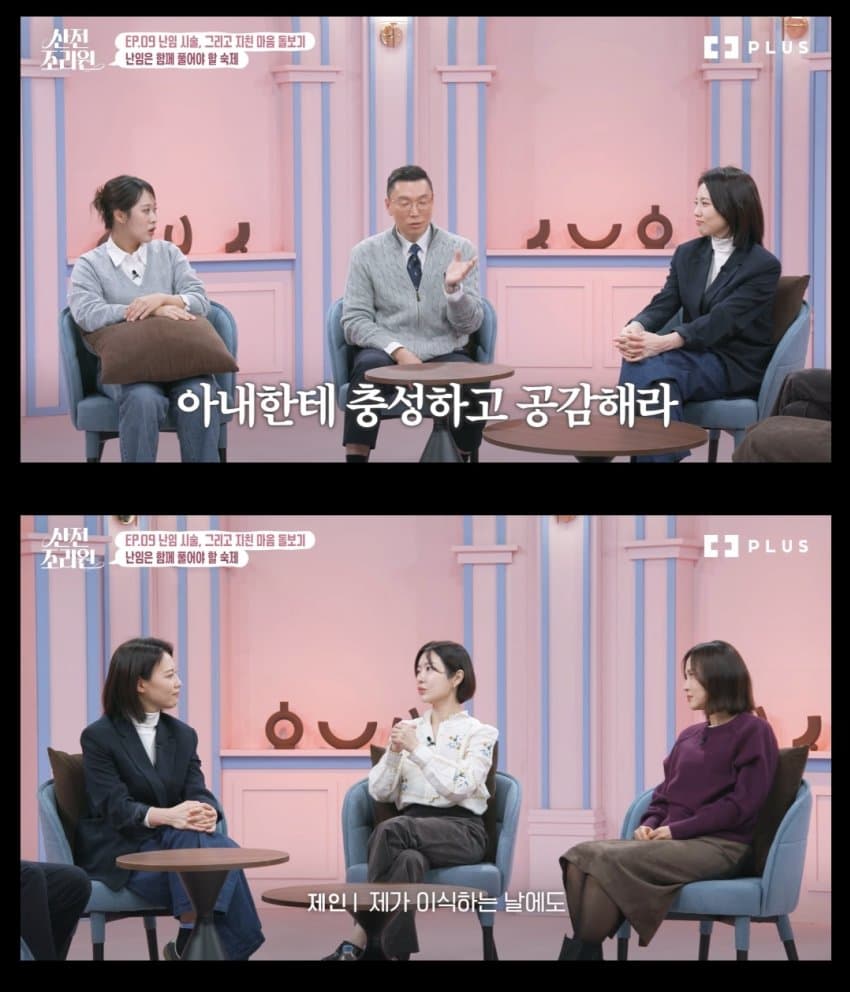 산전
조리원
EP.09 난임 시술, 그리고 지친 마음 돌보기
난임은 함께 풀어야 할 숙제
PLUS
아내한테 충성하고 공감해라
산전
조리원
EP.09 난임 시술, 그리고 지친 마음 돌보기
난임은 함께 풀어야 할 숙제
PLUS
제인 | 제가 이식하는 날에도